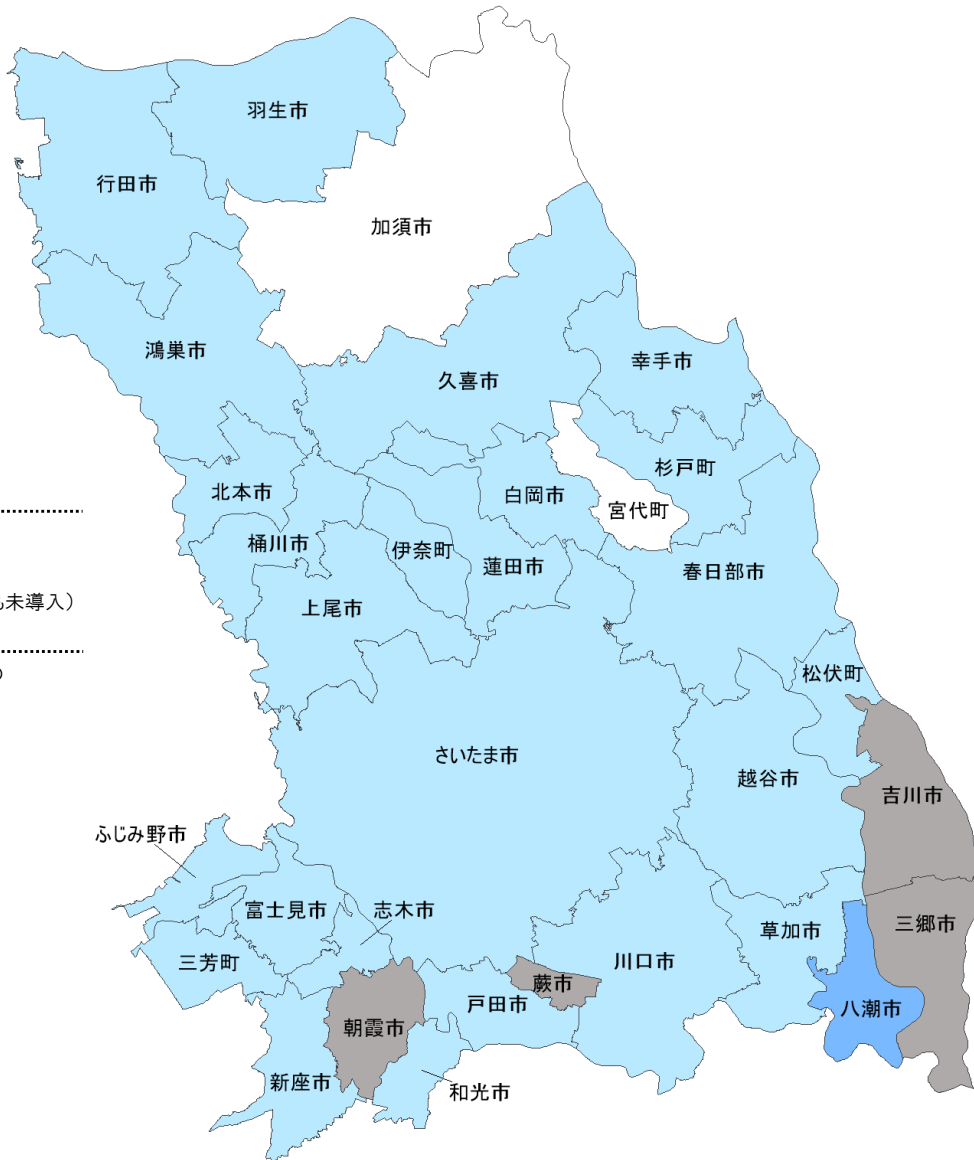 羽生市
行田市
加須市
鴻巣市
久喜市
幸手市
杉戸町
北本市
白岡市
宮代町
桶川市
伊奈町
蓮田市
春日部市
上尾市
未導入）
松伏町
さいたま市
越谷市
吉川市
ふじみ野市
富士見市
志木市
草加市
三郷市
三芳町
川口市
蕨市
戸田市
八潮市
朝霞市
新座市
和光市